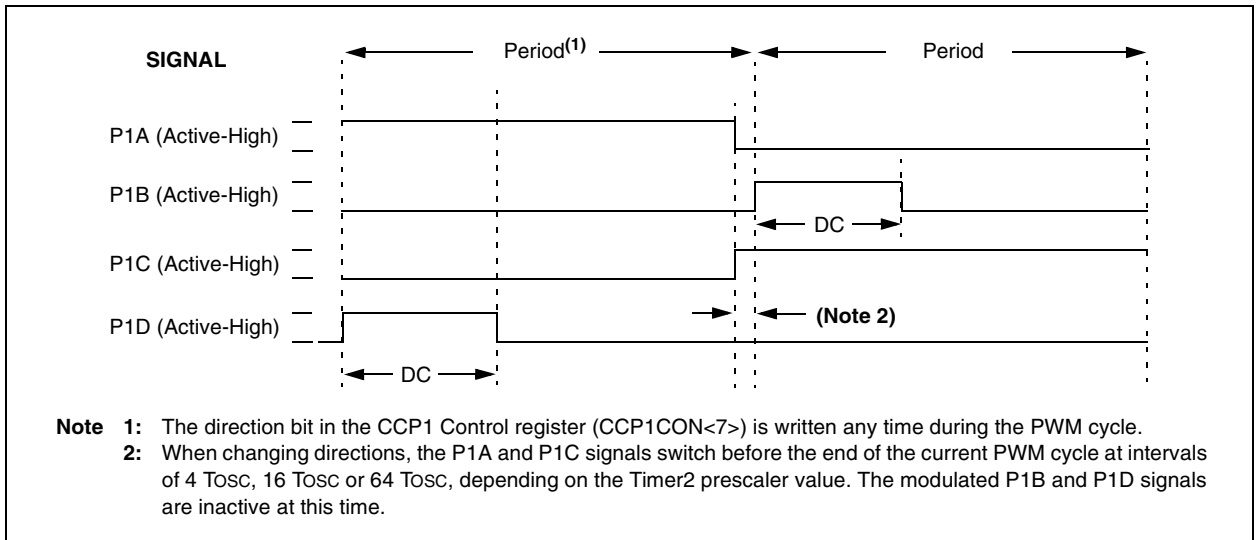 SIGNAL
Period(1)
Period
P1A (Active-High)
P1B (Active-High)
DC
P1C (Active-High)
P1D (Active-High)
(Note 2)
DC
Note 1: The direction bit in the CCP1 Control register (CCP1CON<7>) is written any time during the PWM cycle.
2: When changing directions, the P1A and P1C signals switch before the end of the current PWM cycle at intervals
of 4 TOSC, 16 TOSC or 64 TOSC, depending on the Timer2 prescaler value. The modulated P1B and P1D signals
are inactive at this time.